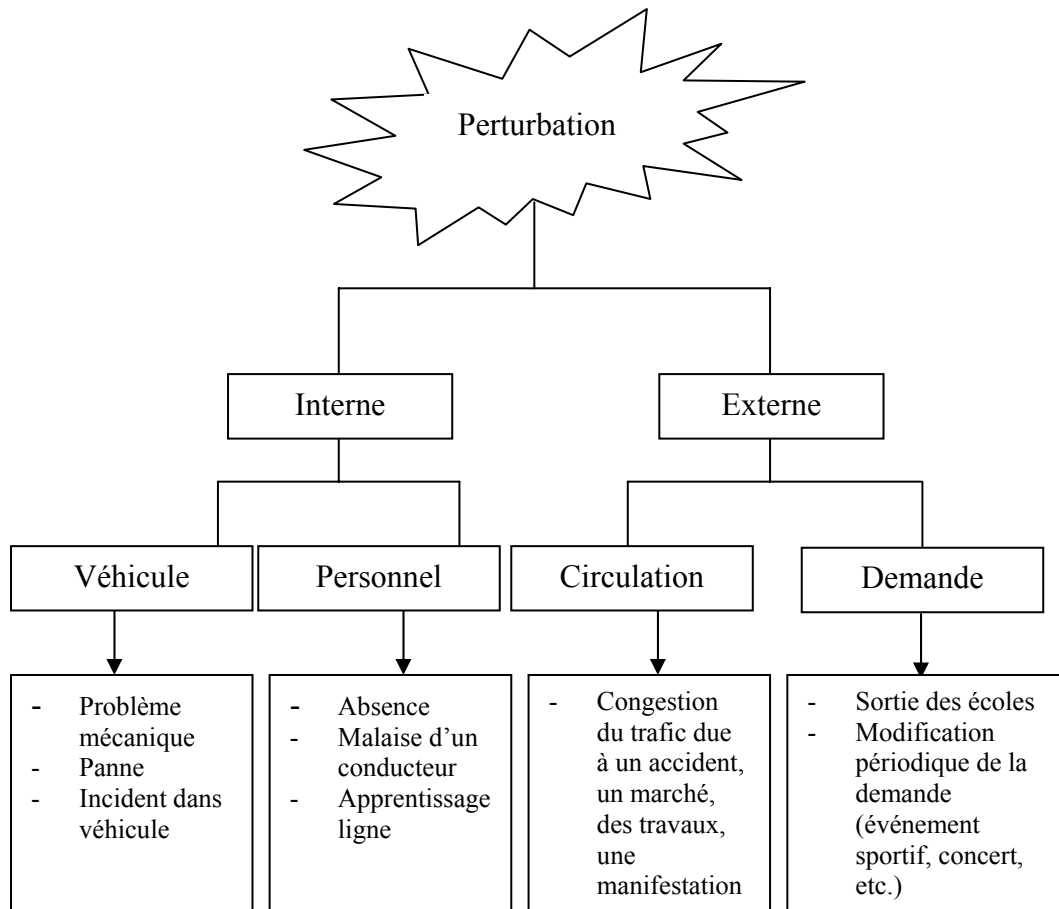 Perturbation
Interne
Externe
Véhicule
Personnel
Circulation
Demande
- Problème
mécanique
- Panne
- Incident dans
véhicule
- Absence
- Malaise d’un
conducteur
- Apprentissage
ligne
- Congestion
du trafic due
à un accident,
un marché,
des travaux,
une
manifestation
- Sortie des écoles
- Modification
périodique de la
demande
(événement
sportif, concert,
etc.)